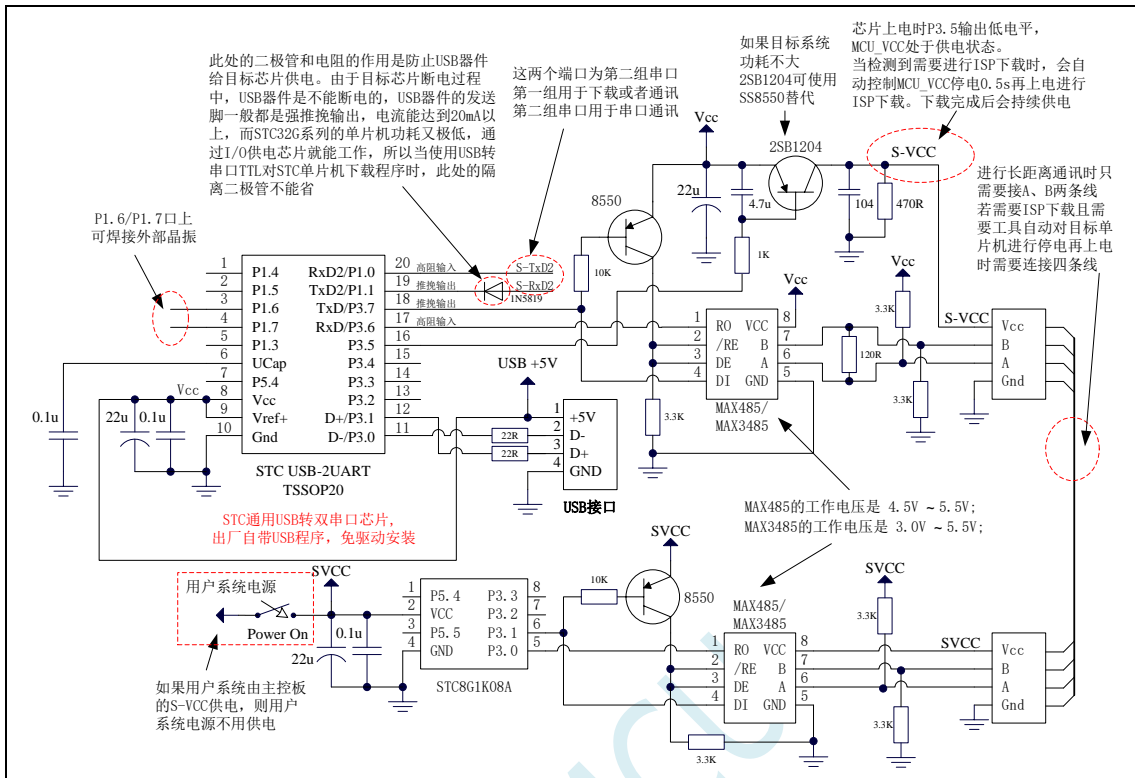 此处的二极管和电阻的作用是防止USB器件
给目标芯片供电。由于目标芯片断电过程
中，USB器件是不能断电的，USB器件的发送
脚一般都是强推挽输出，电流能达到20mA以
上，而STC32G系列的单片机功耗又极低，通
过I/O供电芯片就能工作，所以当使用USB转
串口TTL对STC单片机下载程序时，此处的隔
离二极管不能省
这两个端口为第二组串口
第一组用于下载或者通讯
第二组串口用于串口通讯
如果目标系统
功耗不大
2SB1204可使用
SS8550替代
芯片上电时P3.5输出低电平，
MCU_VCC处于供电状态。
当检测到需要进行ISP下载时，会自
动控制MCU_VCC停电0.5s再上电进行
ISP下载。下载完成后会持续供电
进行长距离通讯时只
需要接A、B两条线
若需要ISP下载且需
要工具自动对目标单
片机进行停电再上电
时需要连接四条线
P1.6/P1.7口上
可焊接外部晶振
Vcc
2SB1204
S-VCC
22u
4.7u
104
470R
8550
10K
1K
1 P1.4
2 P1.5
3 P1.6
4 P1.7
5 P1.3
6 UCap
7 P5.4
8 Vcc
9 Vref+
10 Gnd
RxD2/P1.0 20 高阻输入 S-TxD2
TxD2/P1.1 19 推挽输出 S-RxD2
1N5819
TxD/P3.7 18 推挽输出
RxD/P3.6 17 高阻输入
P3.5 16
P3.4 15
P3.3 14
P3.2 13
D+/P3.1 12
D-/P3.0 11
STC USB-2UART
TSSOP20
STC通用USB转双串口芯片，
出厂自带USB程序，免驱动安装
Vcc
0.1u
22u
0.1u
USB +5V
22R
22R
1 +5V
2 D-
3 D+
4 GND
USB接口
3.3K
1 RO VCC 8
2 /RE B 7
3 DE A 6
4 DI GND 5
MAX485/
MAX3485
Vcc
120R
Vcc
3.3K
3.3K
S-VCC
Vcc
B
A
Gnd
MAX485的工作电压是 4.5V ~ 5.5V;
MAX3485的工作电压是 3.0V ~ 5.5V;
用户系统电源
Power On
SVCC
0.1u
22u
如果用户系统由主控板
的S-VCC供电，则用户
系统电源不用供电
1 P5.4 P3.3 8
2 VCC P3.2 7
3 P5.5 P3.1 6
4 GND P3.0 5
STC8G1K08A
10K
SVCC
8550
3.3K
MAX485/
MAX3485
1 RO VCC 8
2 /RE B 7
3 DE A 6
4 DI GND 5
SVCC
3.3K
3.3K
SVCC
Vcc
B
A
Gnd